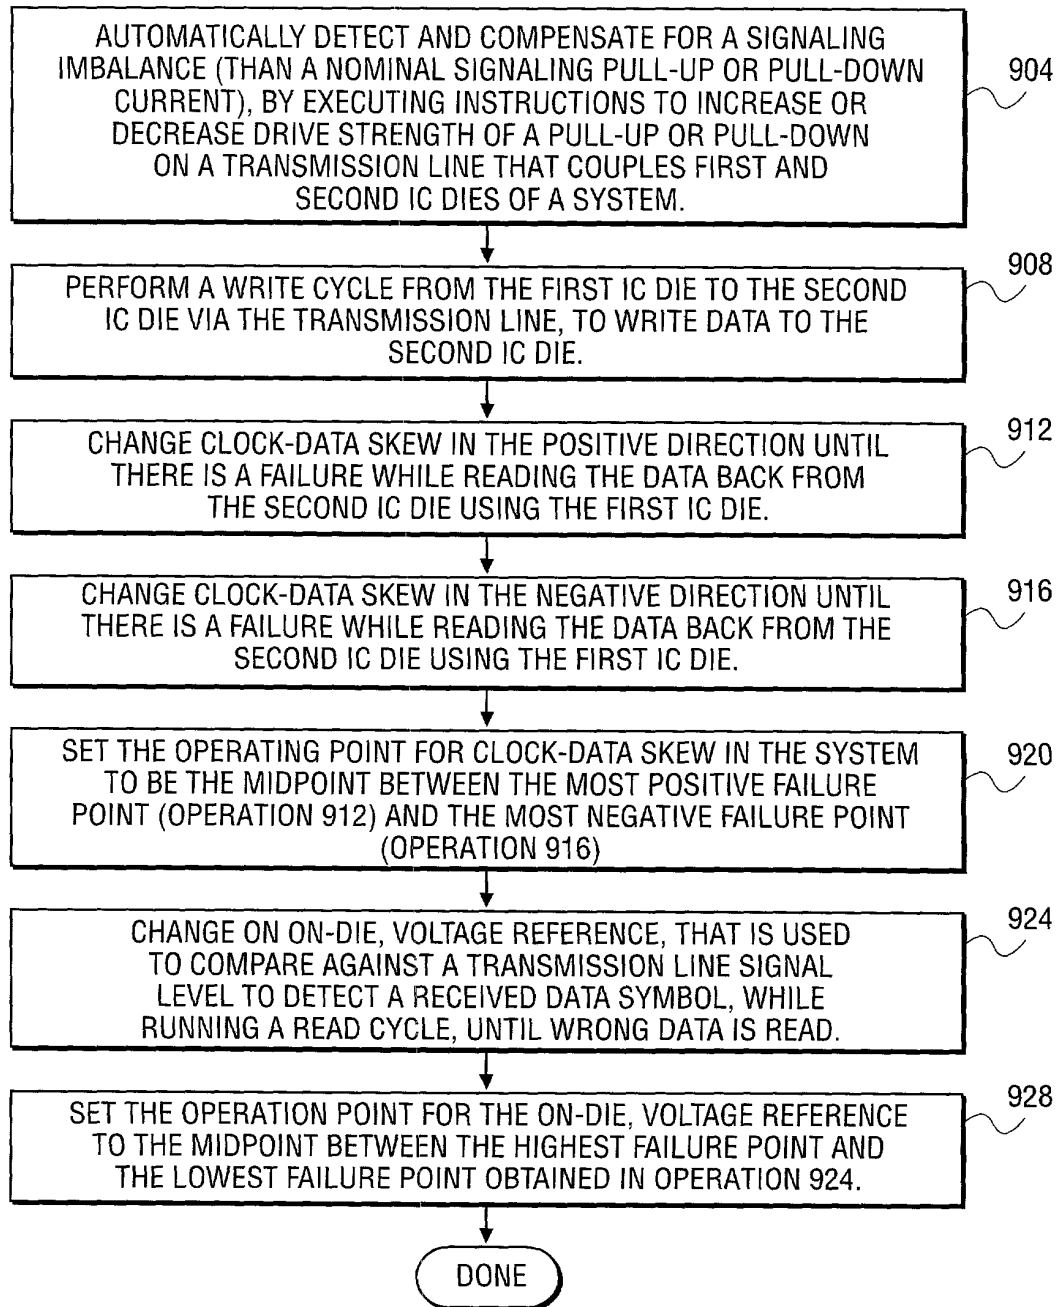 AUTOMATICALLY DETECT AND COMPENSATE FOR A SIGNALING
IMBALANCE (THAN A NOMINAL SIGNALING PULL-UP OR PULL-DOWN
CURRENT), BY EXECUTING INSTRUCTIONS TO INCREASE OR
DECREASE DRIVE STRENGTH OF A PULL-UP OR PULL-DOWN
ON A TRANSMISSION LINE THAT COUPLES FIRST AND
SECOND IC DIES OF A SYSTEM.
904
PERFORM A WRITE CYCLE FROM THE FIRST IC DIE TO THE SECOND
IC DIE VIA THE TRANSMISSION LINE, TO WRITE DATA TO THE
SECOND IC DIE.
908
CHANGE CLOCK-DATA SKEW IN THE POSITIVE DIRECTION UNTIL
THERE IS A FAILURE WHILE READING THE DATA BACK FROM
THE SECOND IC DIE USING THE FIRST IC DIE.
912
CHANGE CLOCK-DATA SKEW IN THE NEGATIVE DIRECTION UNTIL
THERE IS A FAILURE WHILE READING THE DATA BACK FROM THE
SECOND IC DIE USING THE FIRST IC DIE.
916
SET THE OPERATING POINT FOR CLOCK-DATA SKEW IN THE SYSTEM
TO BE THE MIDPOINT BETWEEN THE MOST POSITIVE FAILURE
POINT (OPERATION 912) AND THE MOST NEGATIVE FAILURE POINT
(OPERATION 916)
920
CHANGE ON ON-DIE, VOLTAGE REFERENCE, THAT IS USED
TO COMPARE AGAINST A TRANSMISSION LINE SIGNAL
LEVEL TO DETECT A RECEIVED DATA SYMBOL, WHILE
RUNNING A READ CYCLE, UNTIL WRONG DATA IS READ.
924
SET THE OPERATION POINT FOR THE ON-DIE, VOLTAGE REFERENCE
TO THE MIDPOINT BETWEEN THE HIGHEST FAILURE POINT AND
THE LOWEST FAILURE POINT OBTAINED IN OPERATION 924.
928
DONE